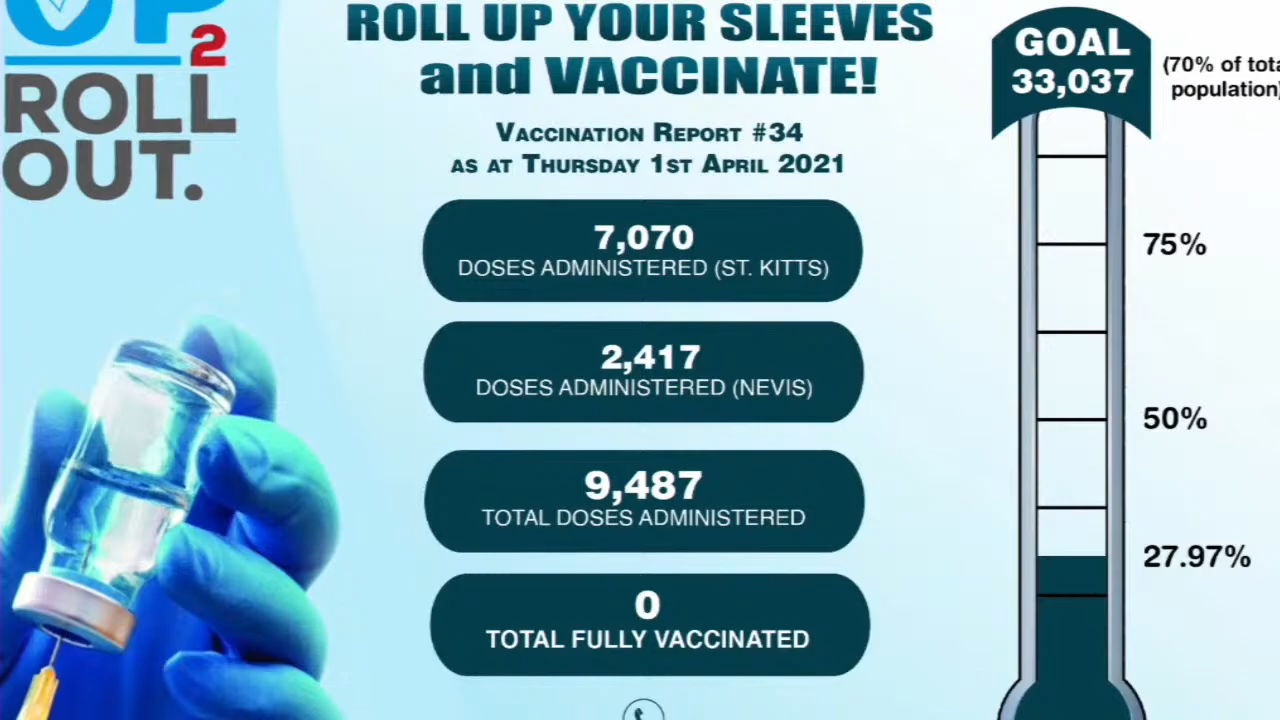 UP
2
ROLL
OUT.
ROLL UP YOUR SLEEVES
and VACCINATE!
VACCINATION REPORT #34
AS AT THURSDAY 1ST APRIL 2021
7,070
DOSES ADMINISTERED (ST. KITTS)
2,417
DOSES ADMINISTERED (NEVIS)
9,487
TOTAL DOSES ADMINISTERED
0
TOTAL FULLY VACCINATED
GOAL
33,037
(70% of tota
population)
75%
50%
27.97%